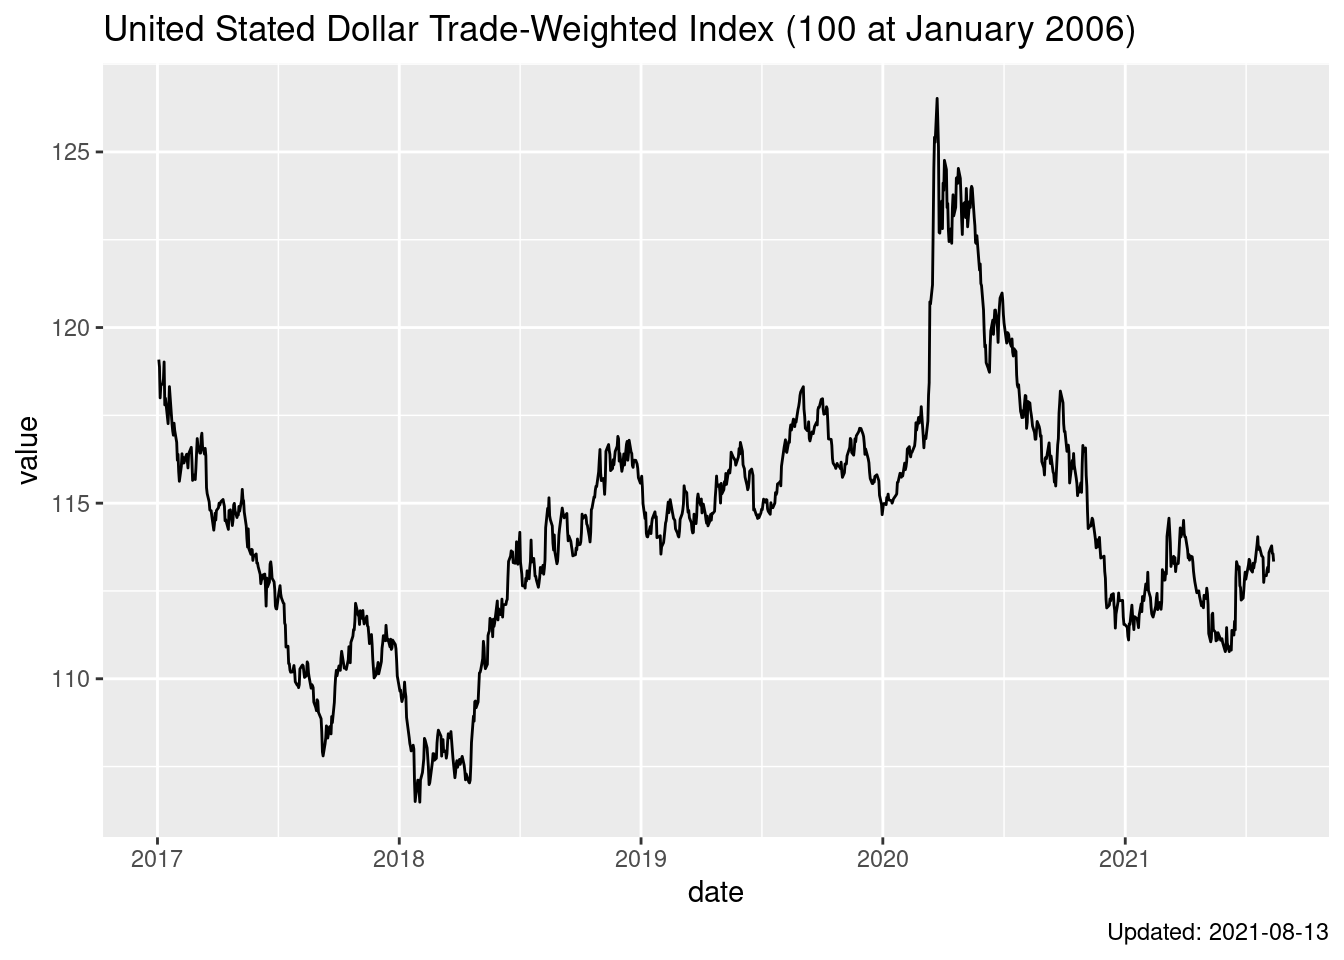 United Stated Dollar Trade-Weighted Index (100 at January 2006)
125
120
115
110
value
2017 2018 2019 2020 2021
date
Updated: 2021-08-13